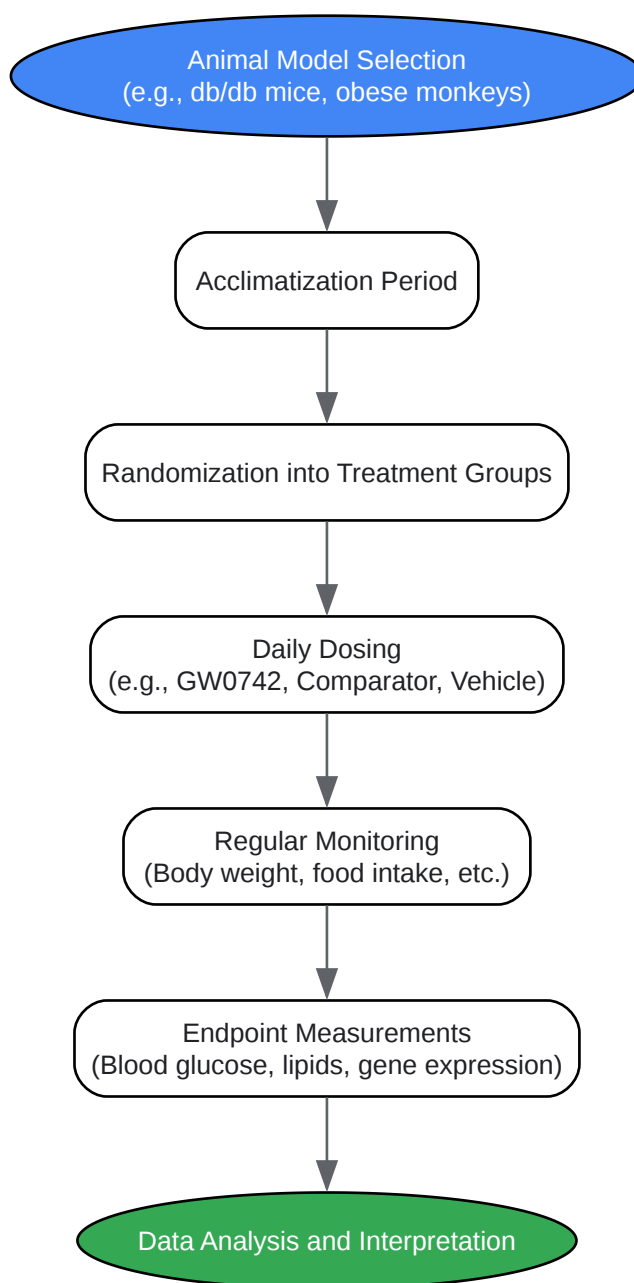 Animal Model Selection
(e.g., db/db mice, obese monkeys)
Acclimatization Period
Randomization into Treatment Groups
Daily Dosing
(e.g., GW0742, Comparator, Vehicle)
Regular Monitoring
(Body weight, food intake, etc.)
Endpoint Measurements
(Blood glucose, lipids, gene expression)
Data Analysis and Interpretation